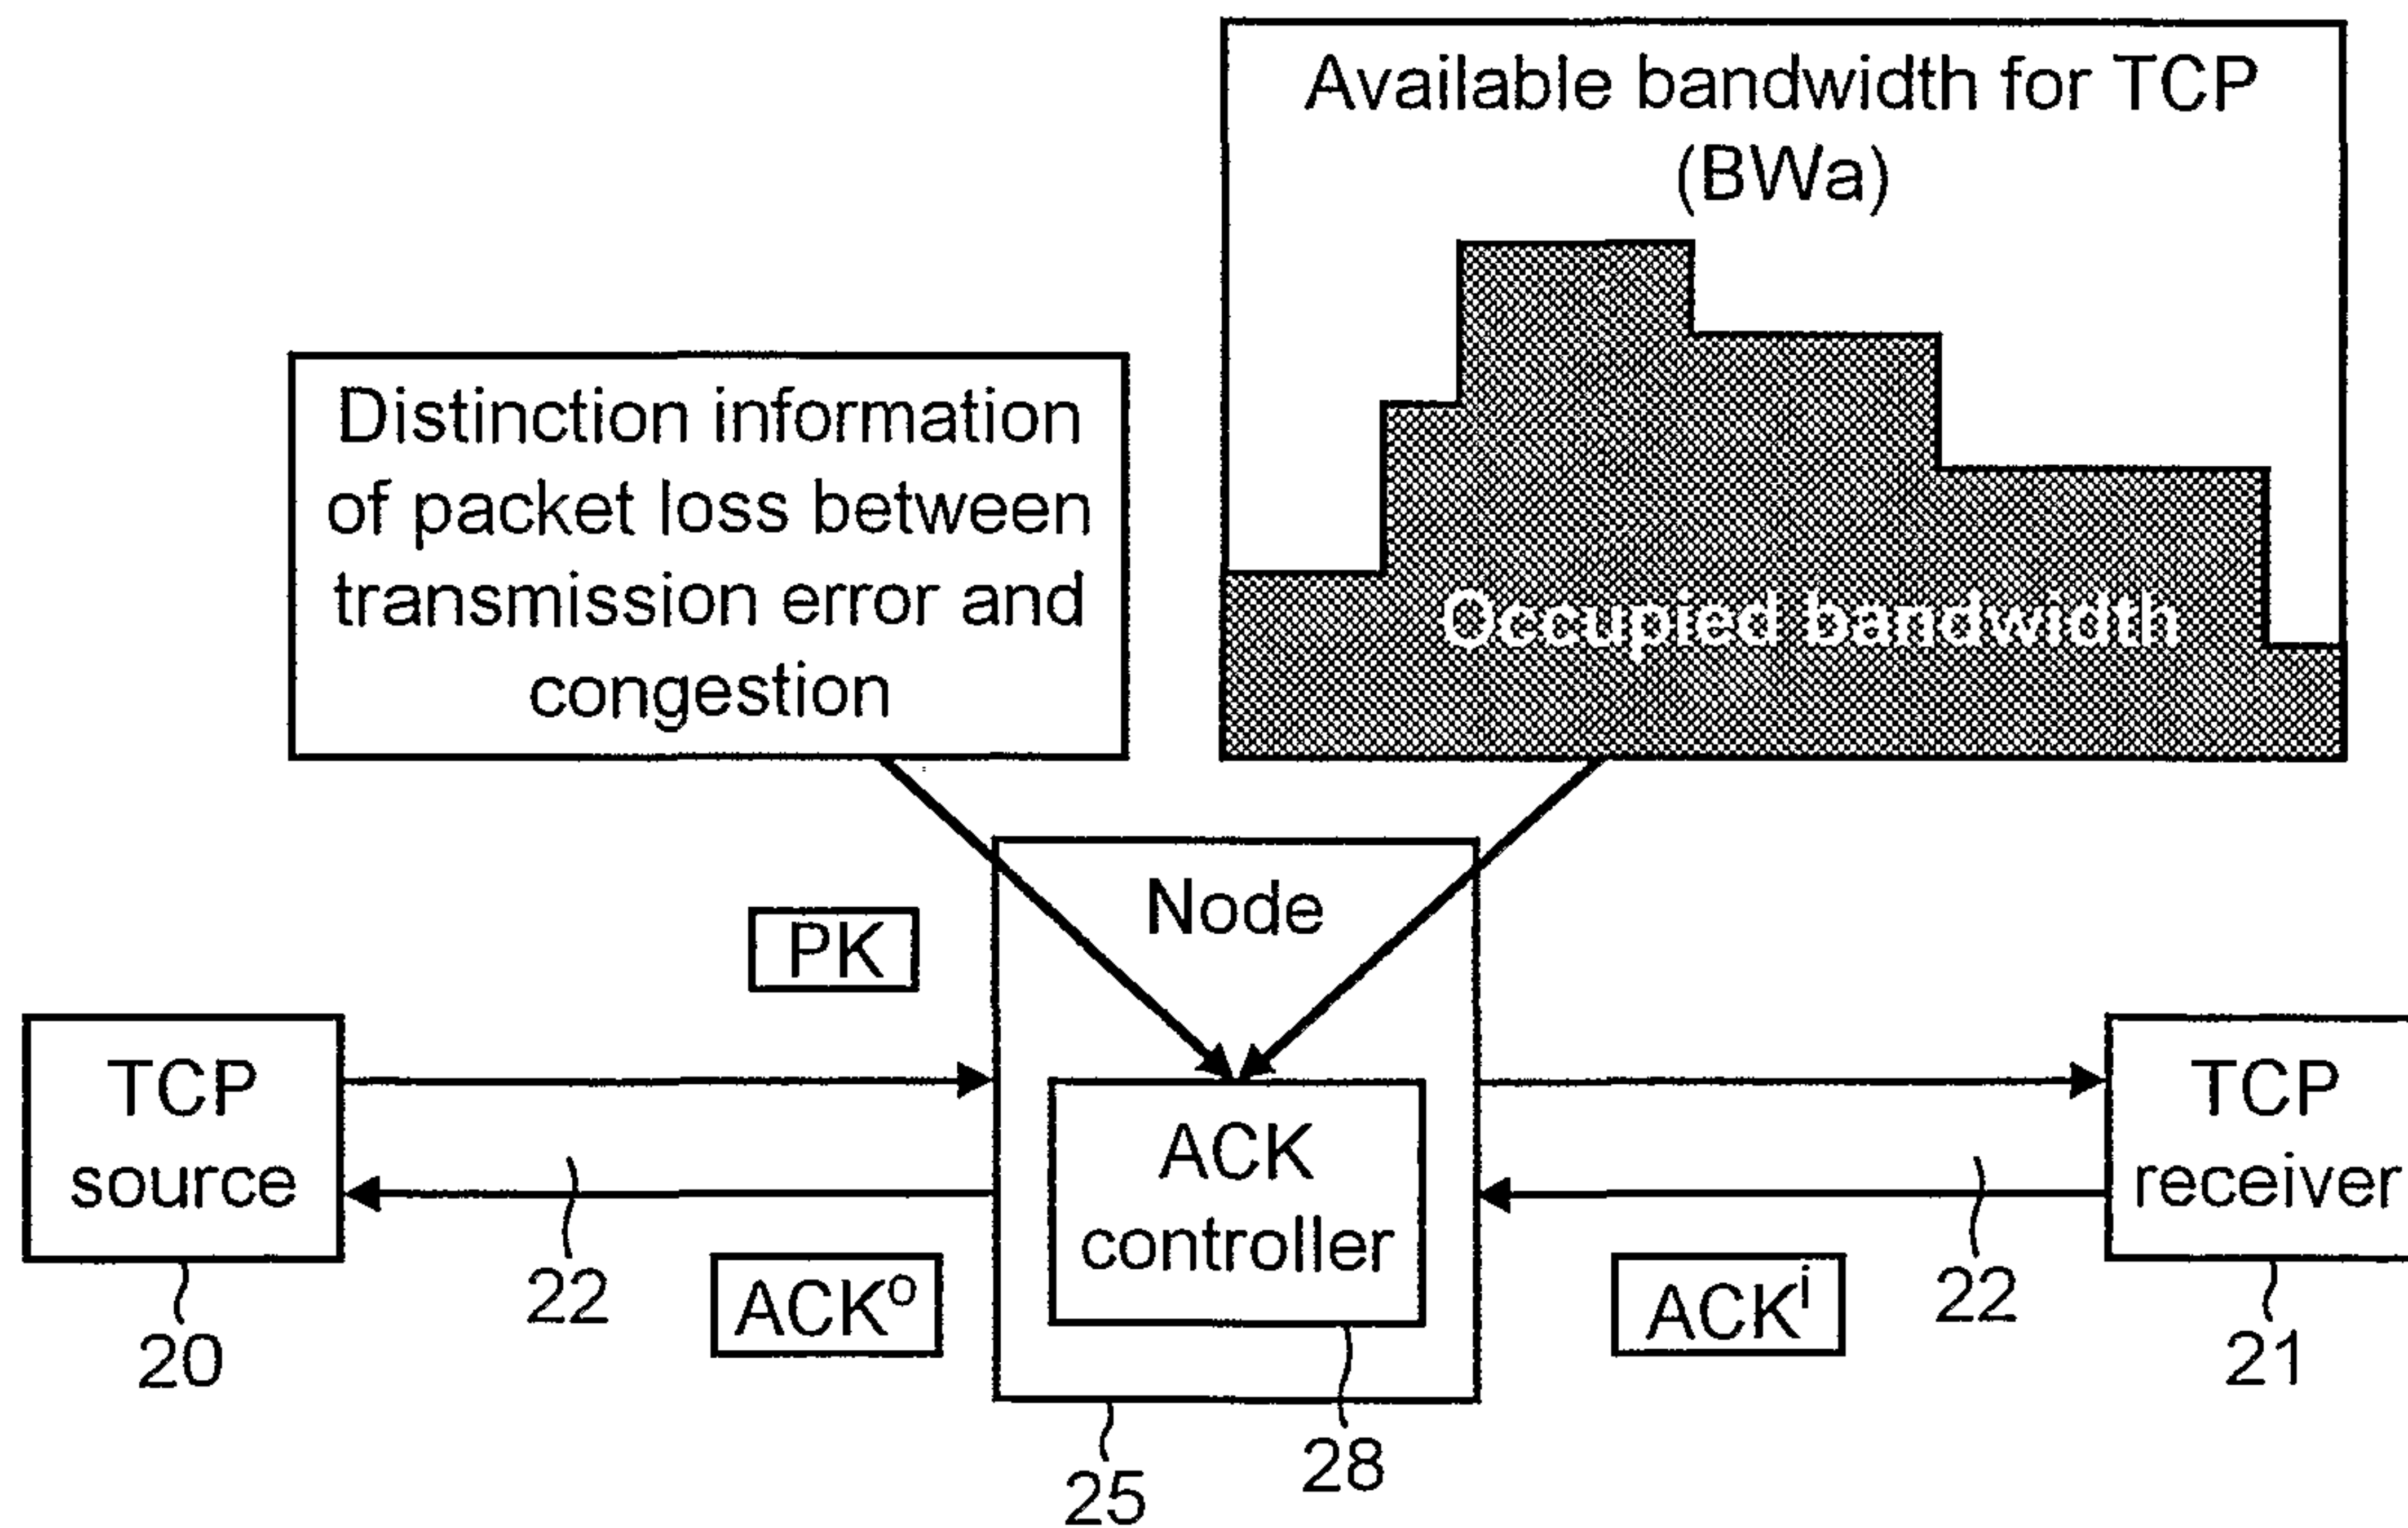 Available bandwidth for TCP
(BWa)
Distinction information
of packet loss between
transmission error and
congestion
Occupied bandwidth
Node
PK
TCP
source
ACK
controller
TCP
receiver
22
ACKᵒ
ACKⁱ
22
20
21
28
25